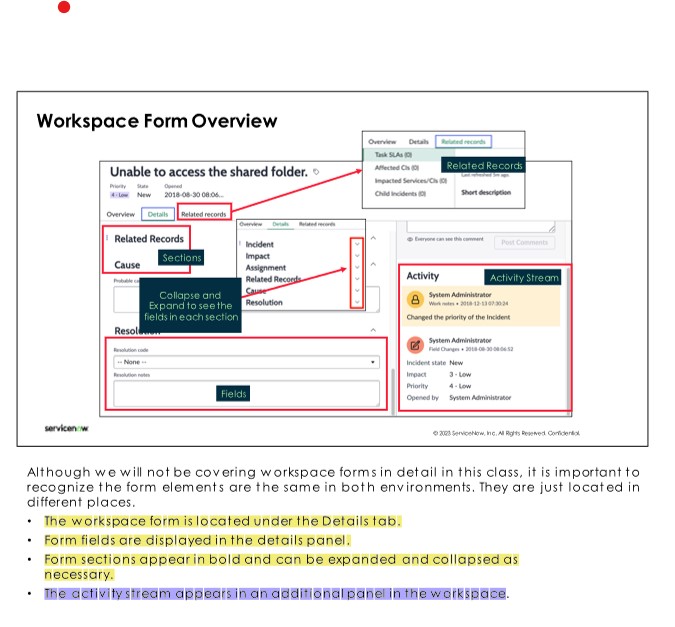 Workspace Form Overview
Overview Details Related records
Task SLAs (0)
Affected CIs (0)
Impacted Services/CIs (0)
Child Incidents (0)
Related Records
Last refreshed 5m ago
Short description
Unable to access the shared folder.
Priority State Opened
4 - Low New 2018-08-30 08:06...
Overview Details Related records
Related Records
Sections
Cause
Probable
Overview Details Related records
Incident
Impact
Assignment
Related Records
Cause
Resolution
Collapse and
Expand to see the
fields in each section
Everyone can see this comment
Post Comments
Activity
Activity Stream
System Administrator
Work notes • 2018-12-13 07:30:24
Changed the priority of the Incident
System Administrator
Field Changes • 2018-08-30 08:06:52
Incident state New
Impact 3 - Low
Priority 4 - Low
Opened by System Administrator
Resolution code
-- None --
Resolution notes
Fields
servicenow
© 2023 ServiceNow, Inc. All Rights Reserved. Confidential.
Although we will not be covering workspace forms in detail in this class, it is important to
recognize the form elements are the same in both environments. They are just located in
different places.
• The workspace form is located under the Details tab.
• Form fields are displayed in the details panel.
• Form sections appear in bold and can be expanded and collapsed as
necessary.
• The activity stream appears in an additional panel in the workspace.